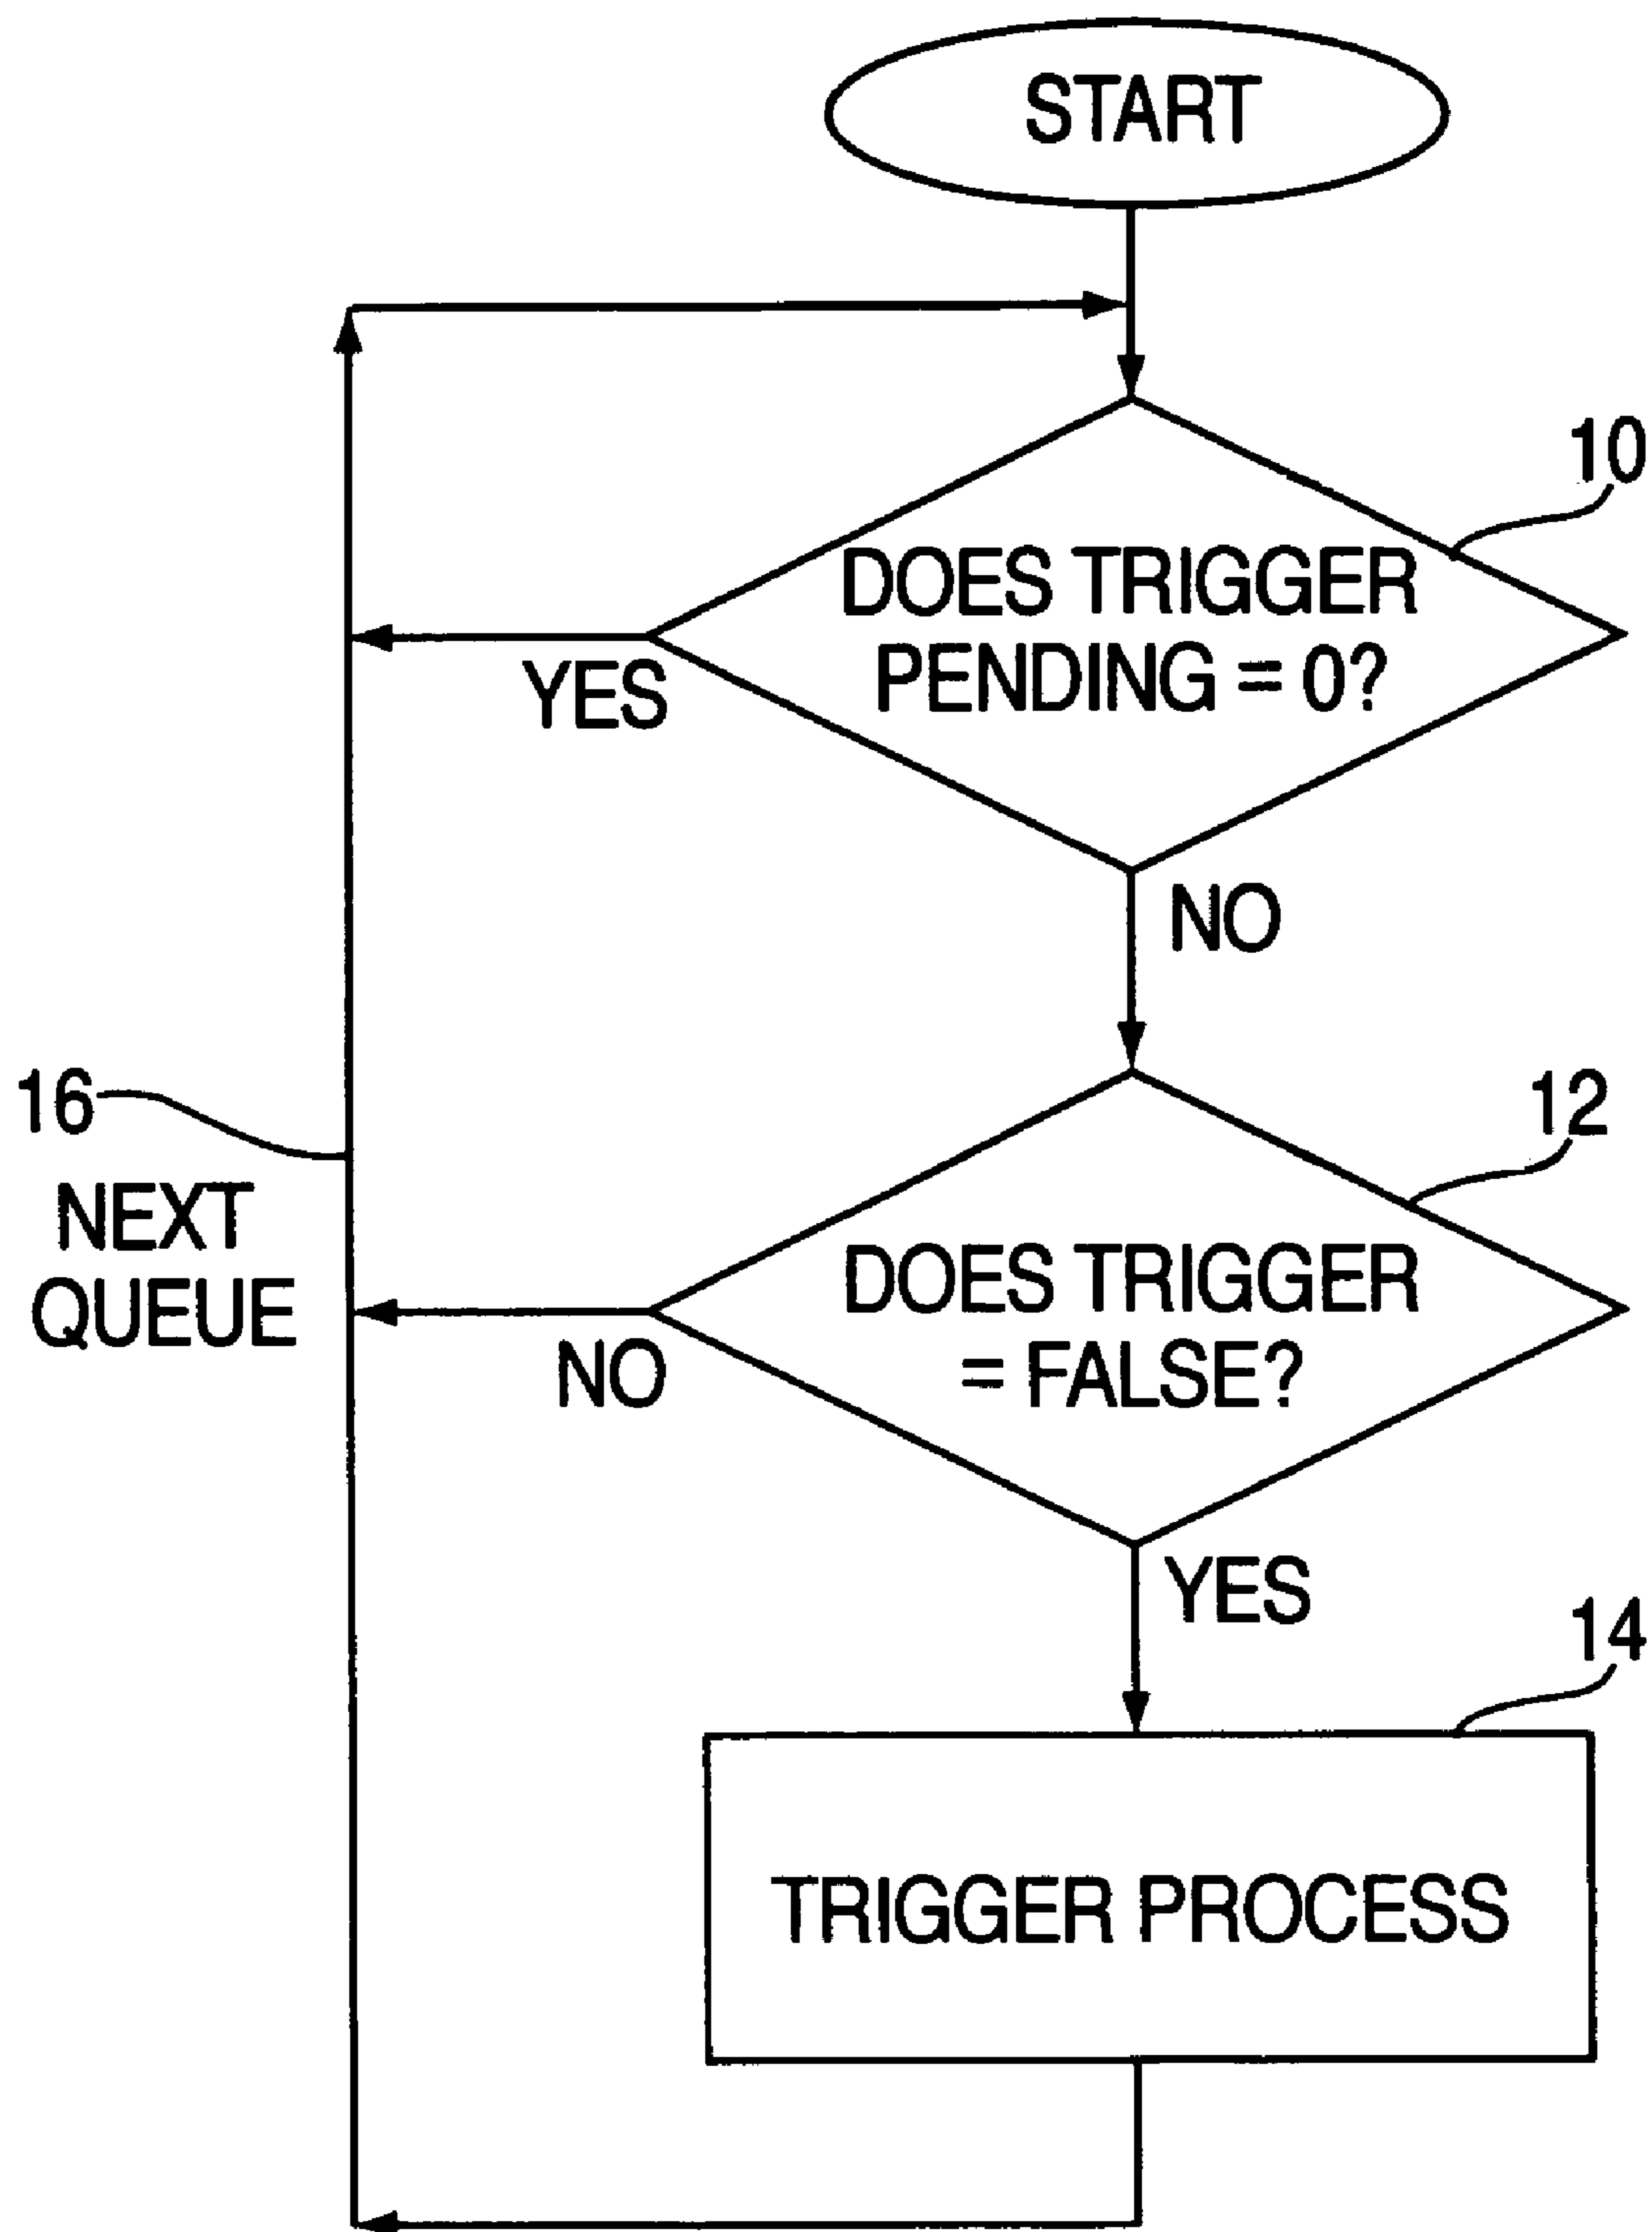 START
10
DOES TRIGGER
PENDING = 0?
YES
NO
16
NEXT
QUEUE
12
DOES TRIGGER
= FALSE?
NO
YES
14
TRIGGER PROCESS